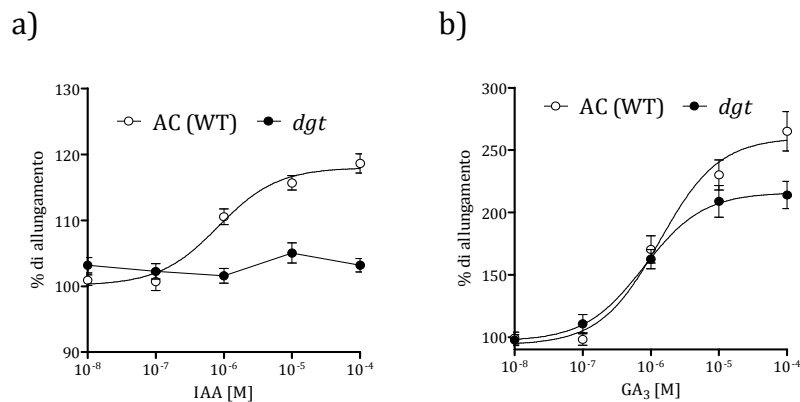 a)
AC (WT) dgt
% di allungamento
130
120
110
100
90
10⁻⁸ 10⁻⁷ 10⁻⁶ 10⁻⁵ 10⁻⁴
IAA [M]
b)
AC (WT) dgt
% di allungamento
300
250
200
150
100
10⁻⁸ 10⁻⁷ 10⁻⁶ 10⁻⁵ 10⁻⁴
GA₃ [M]